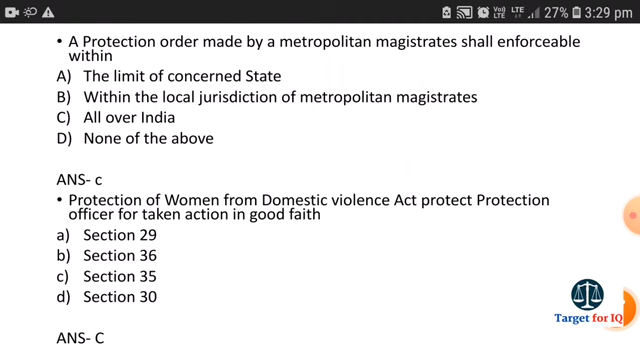 Vo) LTE LTE 27% 3:29 pm
• A Protection order made by a metropolitan magistrates shall enforceable
within
A) The limit of concerned State
B) Within the local jurisdiction of metropolitan magistrates
C) All over India
D) None of the above
ANS- c
• Protection of Women from Domestic violence Act protect Protection
officer for taken action in good faith
a) Section 29
b) Section 36
c) Section 35
d) Section 30
ANS- C
Target for IQ